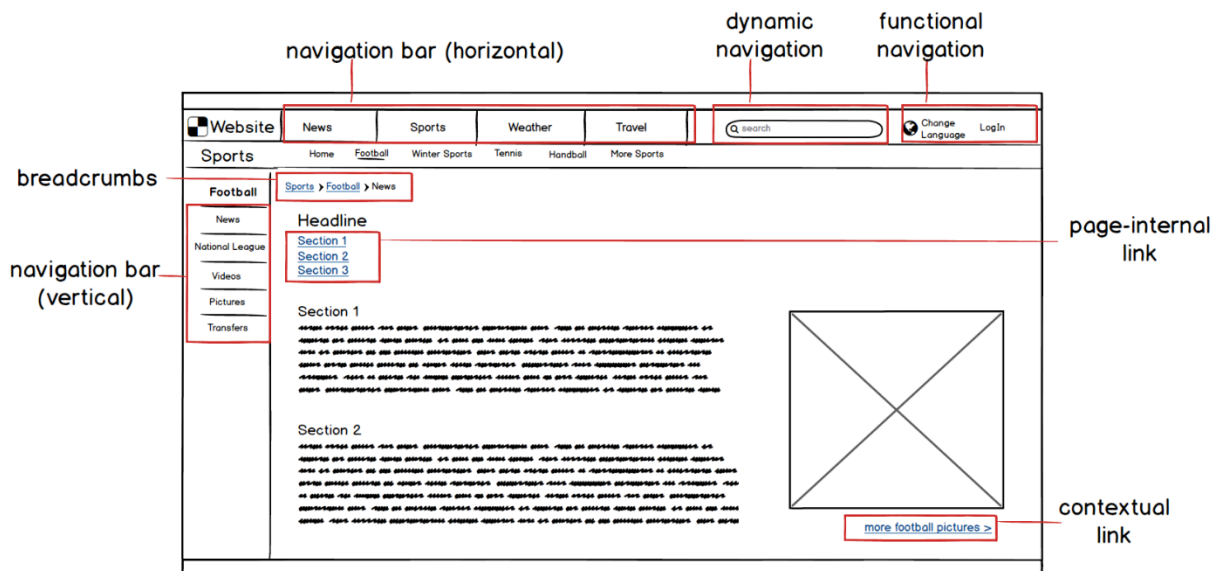 dynamic
navigation
functional
navigation
navigation bar (horizontal)
Website
News
Sports
Weather
Travel
search
Change
Language
LogIn
Sports
Home
Football
Winter Sports
Tennis
Handball
More Sports
breadcrumbs
Football
Sports > Football > News
News
National League
Videos
Pictures
Transfers
navigation bar
(vertical)
Headline
Section 1
Section 2
Section 3
page-internal
link
Section 1
Section 2
more football pictures >
contextual
link